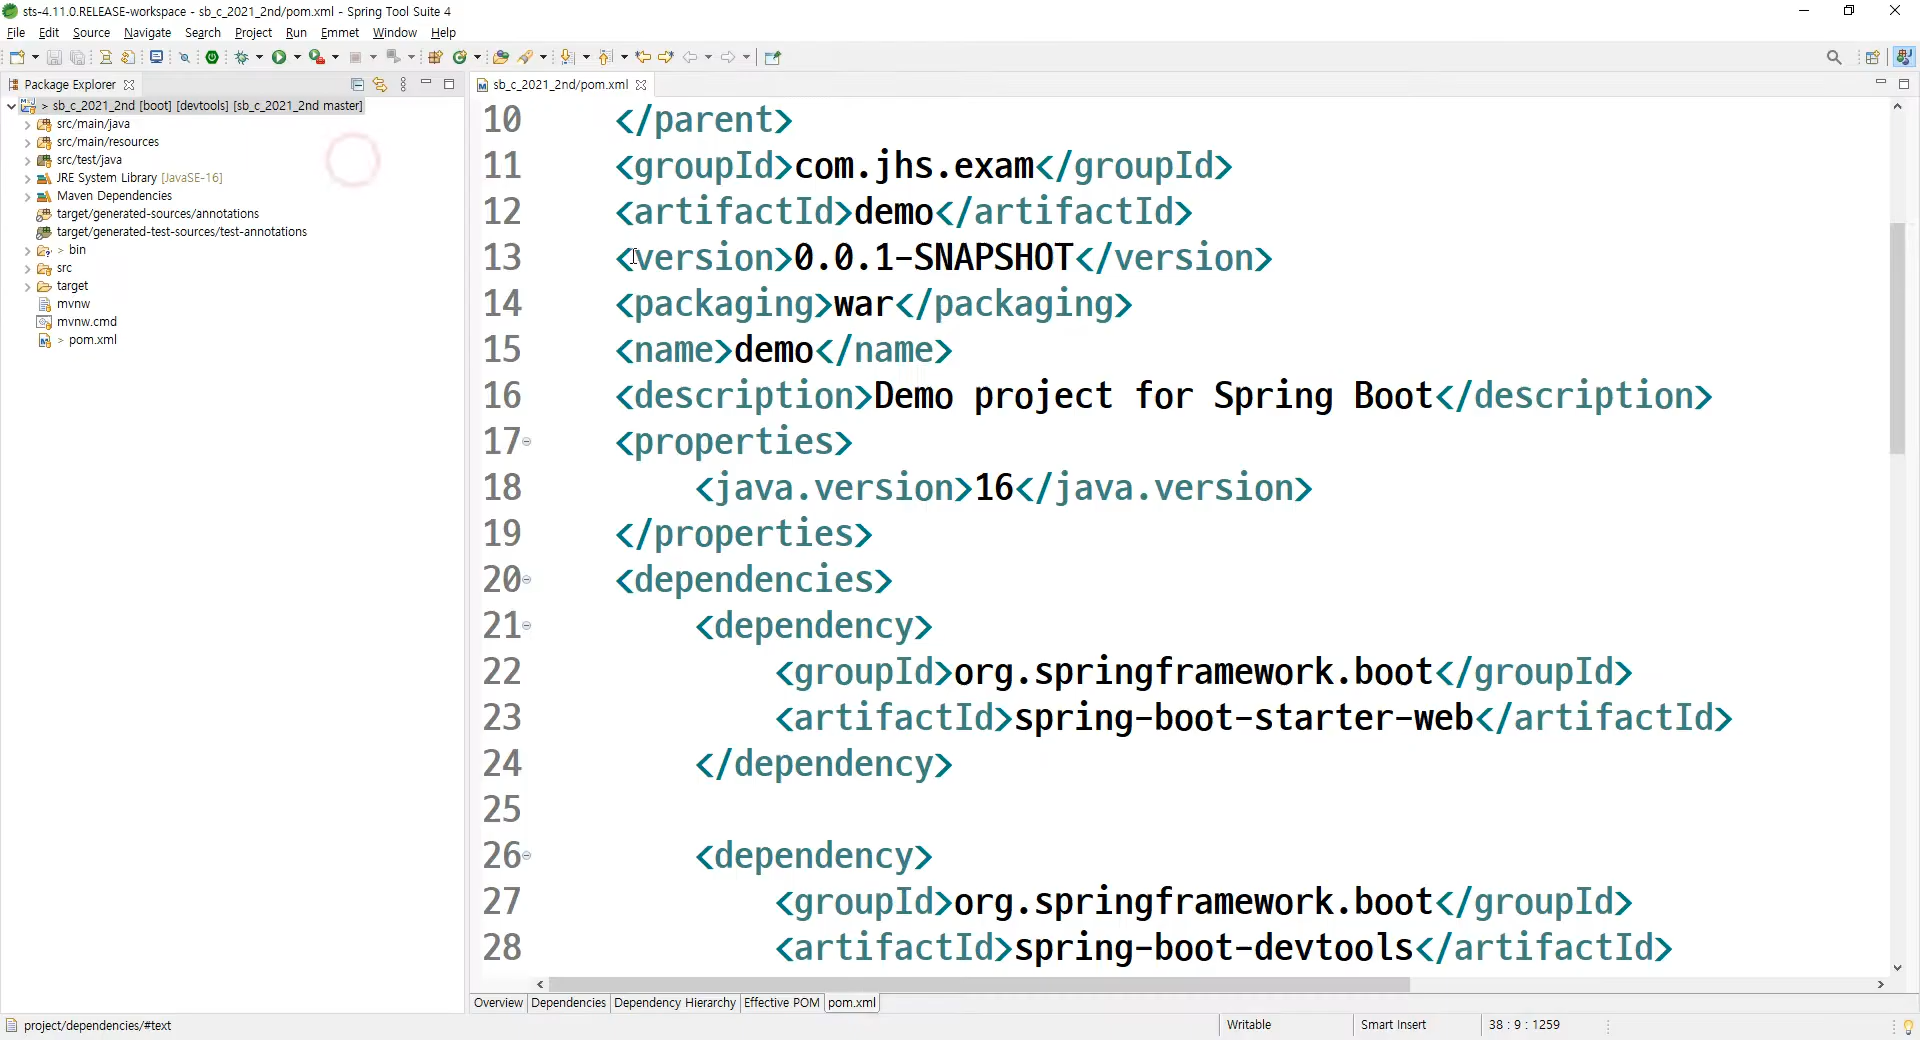 sts-4.11.0.RELEASE-workspace - sb_c_2021_2nd/pom.xml - Spring Tool Suite 4
File Edit Source Navigate Search Project Run Emmet Window Help
Package Explorer
> sb_c_2021_2nd [boot] [devtools] [sb_c_2021_2nd master]
src/main/java
src/main/resources
src/test/java
JRE System Library [JavaSE-16]
Maven Dependencies
target/generated-sources/annotations
target/generated-test-sources/test-annotations
> bin
src
target
mvnw
mvnw.cmd
> pom.xml
sb_c_2021_2nd/pom.xml
10 </parent>
11 <groupId>com.jhs.exam</groupId>
12 <artifactId>demo</artifactId>
13 <version>0.0.1-SNAPSHOT</version>
14 <packaging>war</packaging>
15 <name>demo</name>
16 <description>Demo project for Spring Boot</description>
17 <properties>
18 <java.version>16</java.version>
19 </properties>
20 <dependencies>
21 <dependency>
22 <groupId>org.springframework.boot</groupId>
23 <artifactId>spring-boot-starter-web</artifactId>
24 </dependency>
25
26 <dependency>
27 <groupId>org.springframework.boot</groupId>
28 <artifactId>spring-boot-devtools</artifactId>
Overview Dependencies Dependency Hierarchy Effective POM pom.xml
project/dependencies/#text Writable Smart Insert 38 : 9 : 1259